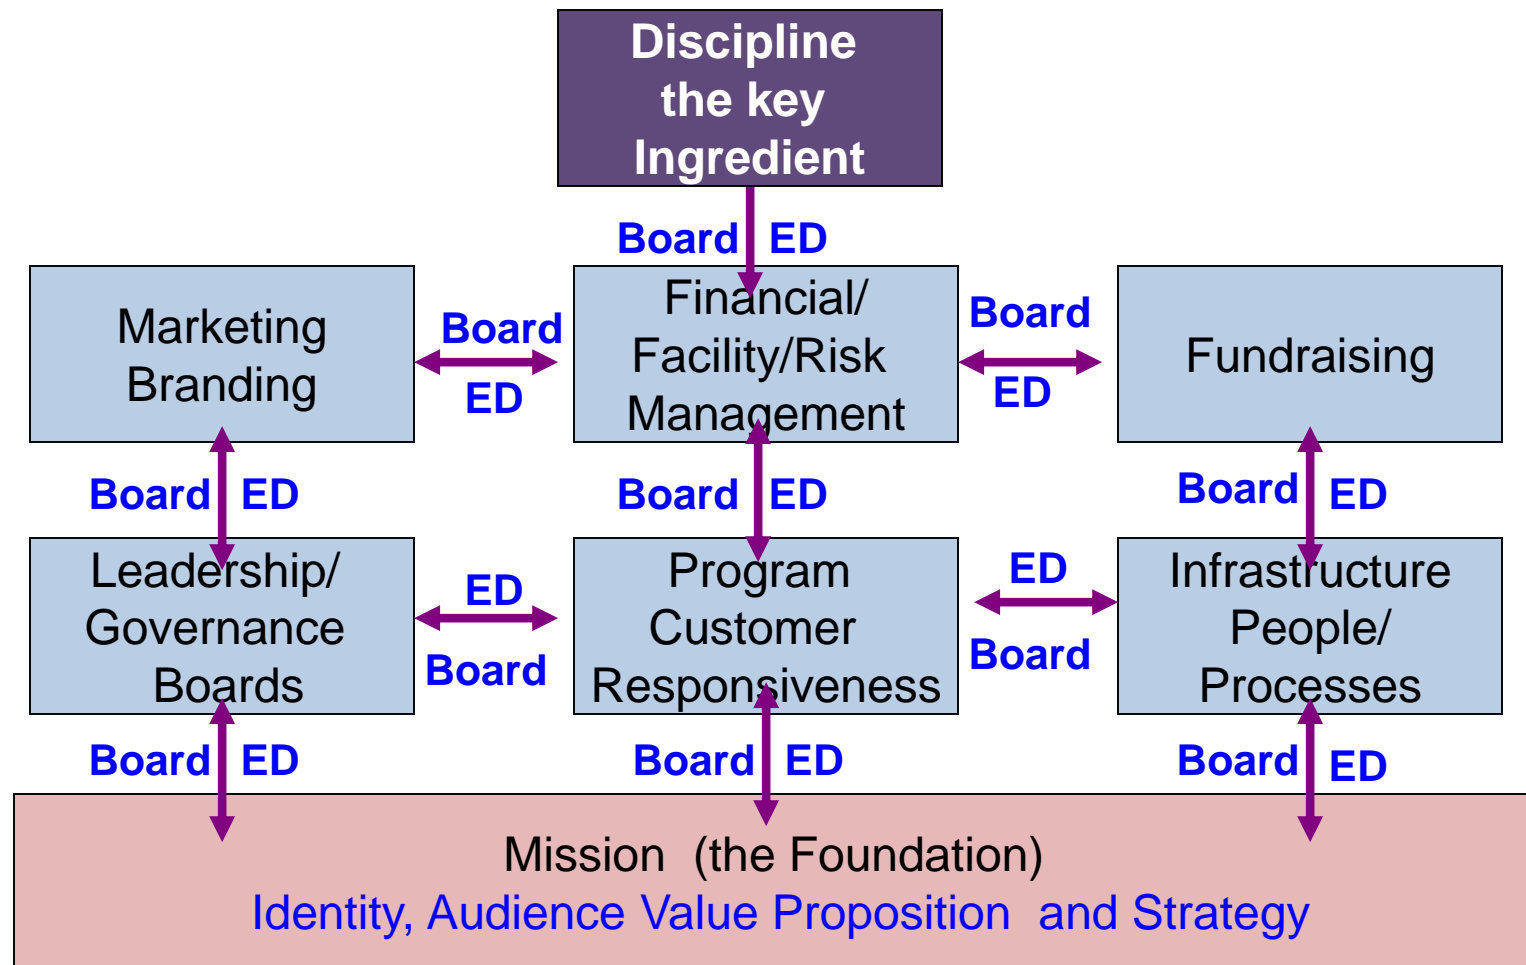 Discipline
the key
Ingredient
Board ED
Marketing
Branding
Board
ED
Financial/
Facility/Risk
Management
Board
ED
Fundraising
Board ED
Board ED
Board ED
Leadership/
Governance
Boards
ED
Board
Program
Customer
Responsiveness
ED
Board
Infrastructure
People/
Processes
Board ED
Board ED
Board ED
Mission (the Foundation)
Identity, Audience Value Proposition and Strategy